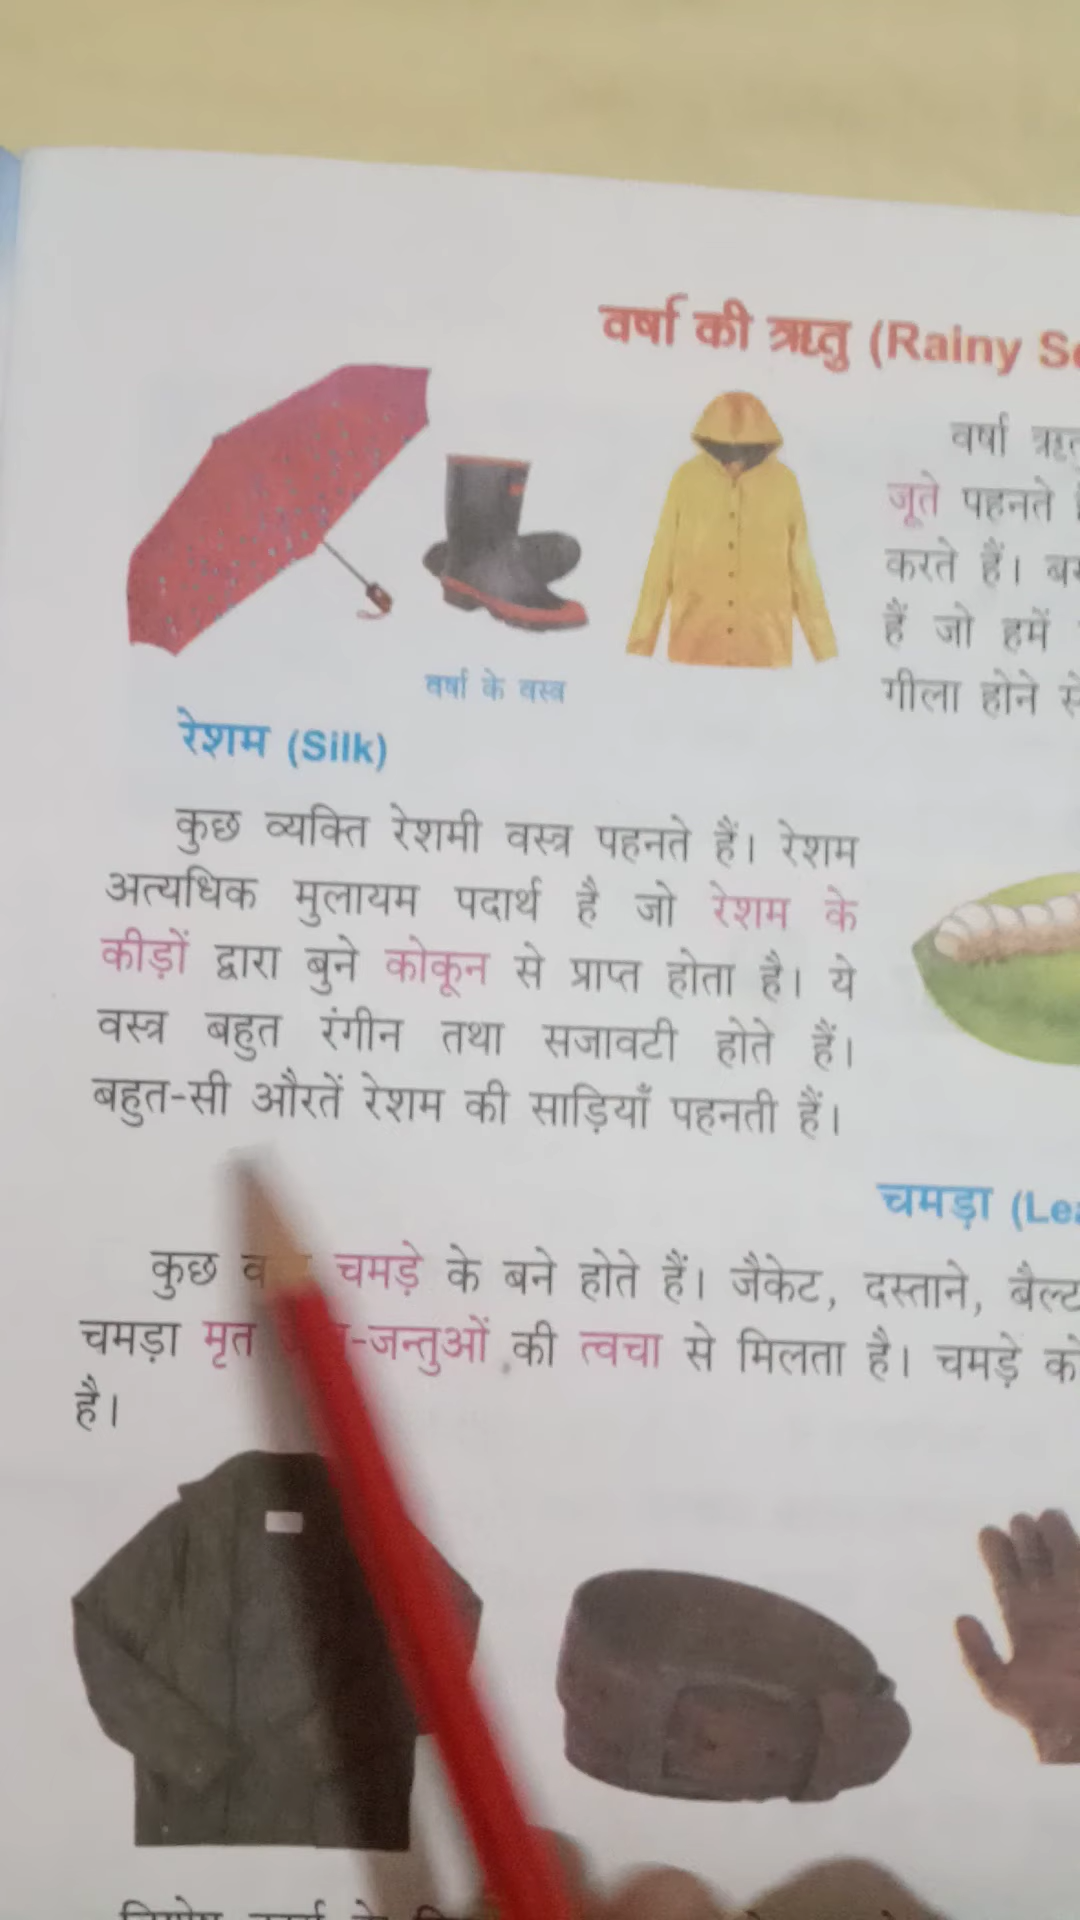 वर्षा की ऋतु (Rainy
वर्षा
जूते पहनते
करते हैं।
हैं जो हमें
गीला होने से
वर्षा के वस्त्र
रेशम (Silk)
कुछ व्यक्ति रेशमी वस्त्र पहनते हैं। रेशम
अत्यधिक मुलायम पदार्थ है जो रेशम के
कीड़ों द्वारा बुने कोकून से प्राप्त होता है। ये
वस्त्र बहुत रंगीन तथा सजावटी होते हैं।
बहुत-सी औरतें रेशम की साड़ियाँ पहनती हैं।
चमड़ा
कुछ चमड़े के बने होते हैं। जैकेट, दस्ताने, बैल्ट
चमड़ा मृत -जन्तुओं की त्वचा से मिलता है। चमड़े को
है।